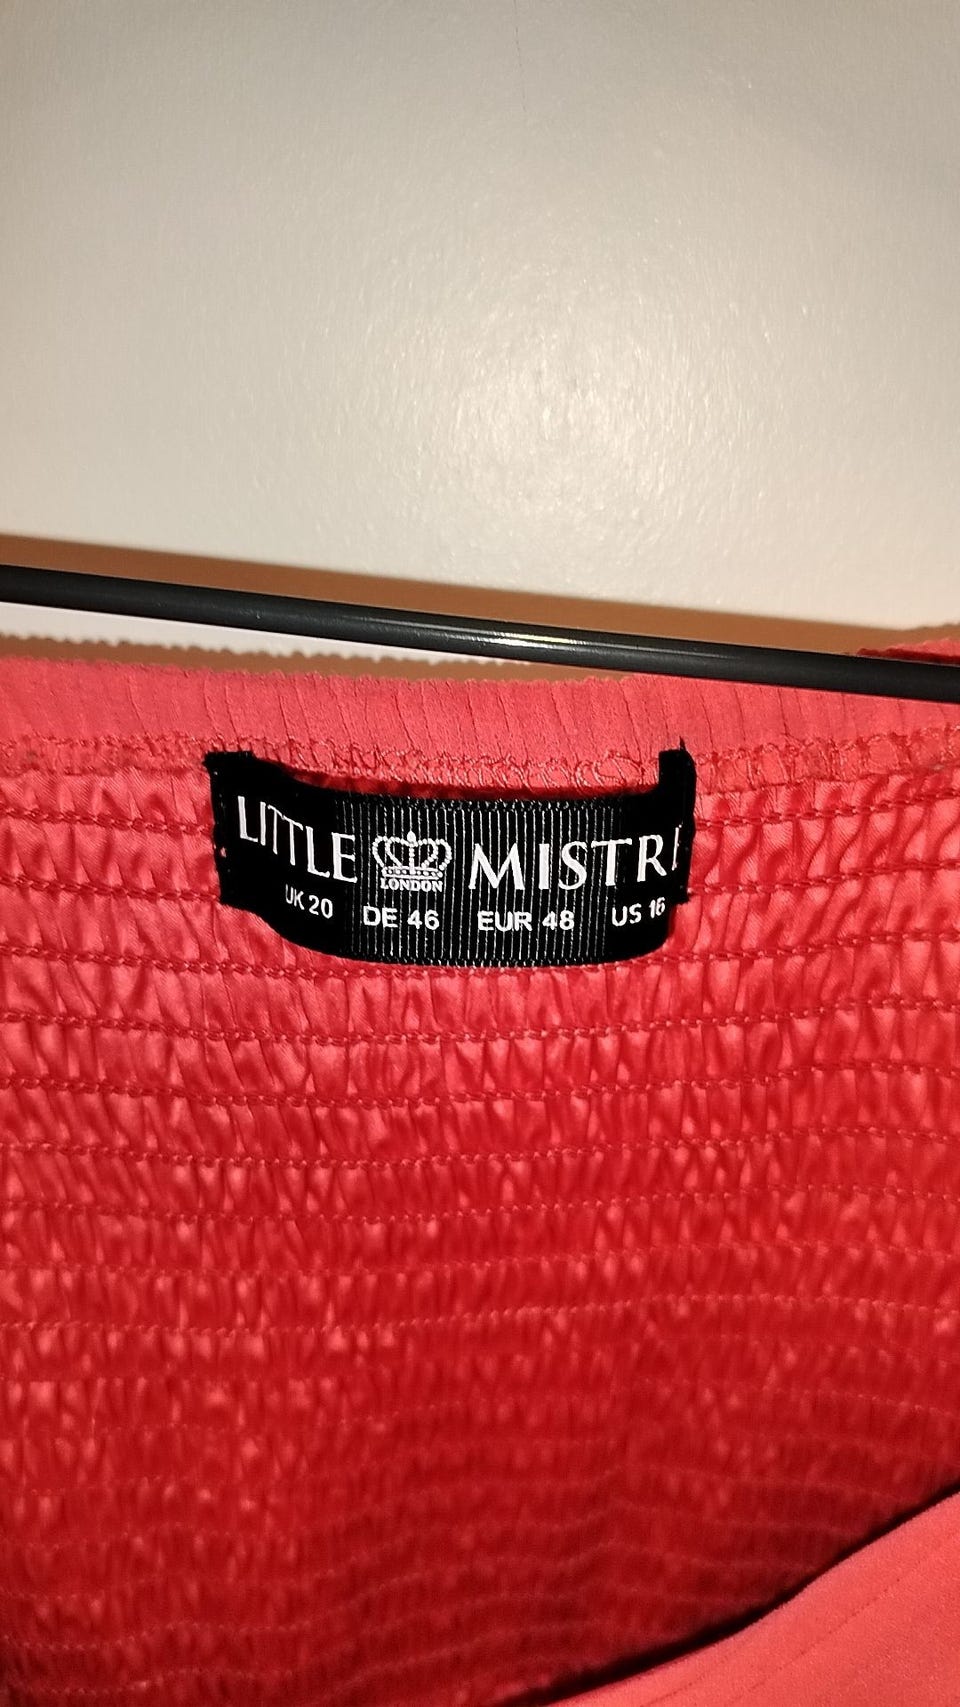 LITTLE LONDON MISTR
UK 20 DE 46 EUR 48 US 16